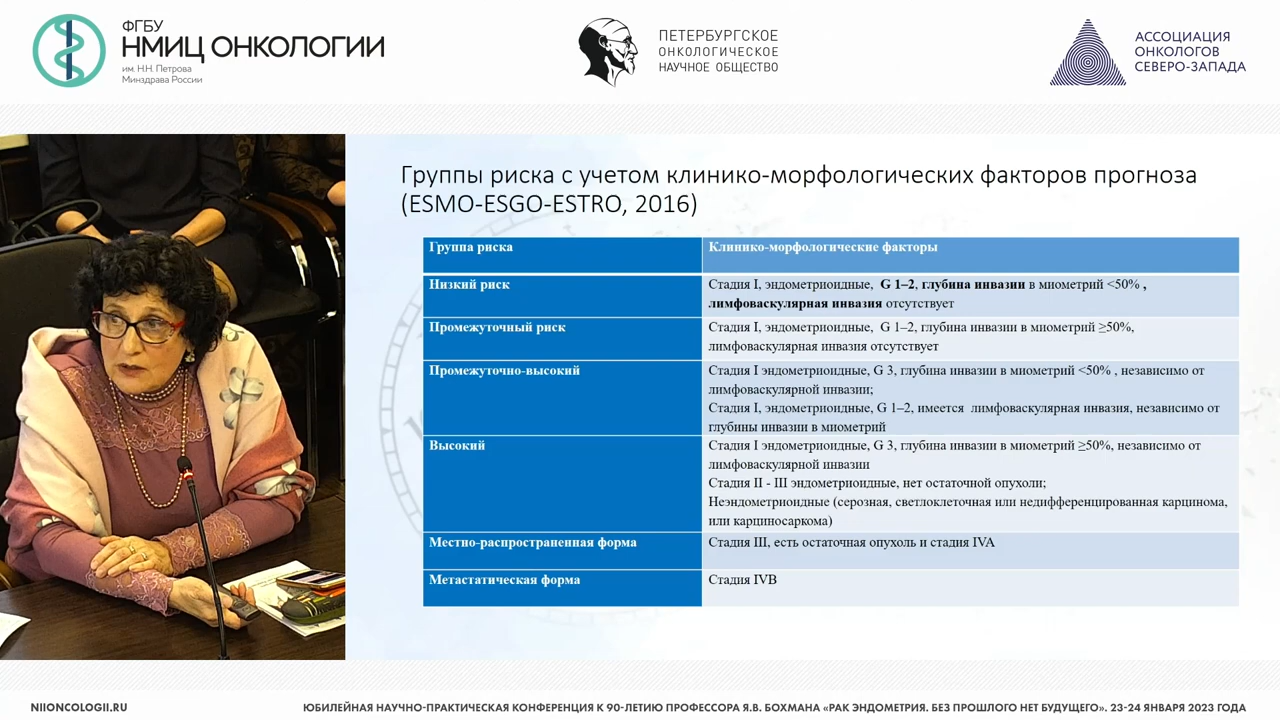 ФГБУ
НМИЦ ОНКОЛОГИИ
им. Н.Н. Петрова
Минздрава России
ПЕТЕРБУРГСКОЕ
ОНКОЛОГИЧЕСКОЕ
НАУЧНОЕ ОБЩЕСТВО
АССОЦИАЦИЯ
ОНКОЛОГОВ
СЕВЕРО-ЗАПАДА
Группы риска с учетом клинико-морфологических факторов прогноза
(ESMO-ESGO-ESTRO, 2016)
Группа риска
Клинико-морфологические факторы
Низкий риск
Стадия I, эндометриоидные, G 1–2, глубина инвазии в миометрий <50% ,
лимфоваскулярная инвазия отсутствует
Промежуточный риск
Стадия I, эндометриоидные, G 1–2, глубина инвазии в миометрий ≥50%,
лимфоваскулярная инвазия отсутствует
Промежуточно-высокий
Стадия I эндометриоидные, G 3, глубина инвазии в миометрий <50% , независимо от
лимфоваскулярной инвазии;
Стадия I, эндометриоидные, G 1–2, имеется лимфоваскулярная инвазия, независимо от
глубины инвазии в миометрий
Высокий
Стадия I эндометриоидные, G 3, глубина инвазии в миометрий ≥50%, независимо от
лимфоваскулярной инвазии
Стадия II - III эндометриоидные, нет остаточной опухоли;
Неэндометриоидные (серозная, светлоклеточная или недифференцированная карцинома,
или карциносаркома)
Местно-распространенная форма
Стадия III, есть остаточная опухоль и стадия IVA
Метастатическая форма
Стадия IVB
NIIONCOLOGII.RU
ЮБИЛЕЙНАЯ НАУЧНО-ПРАКТИЧЕСКАЯ КОНФЕРЕНЦИЯ К 90-ЛЕТИЮ ПРОФЕССОРА Я.В. БОХМАНА «РАК ЭНДОМЕТРИЯ. БЕЗ ПРОШЛОГО НЕТ БУДУЩЕГО». 23-24 ЯНВАРЯ 2023 ГОДА